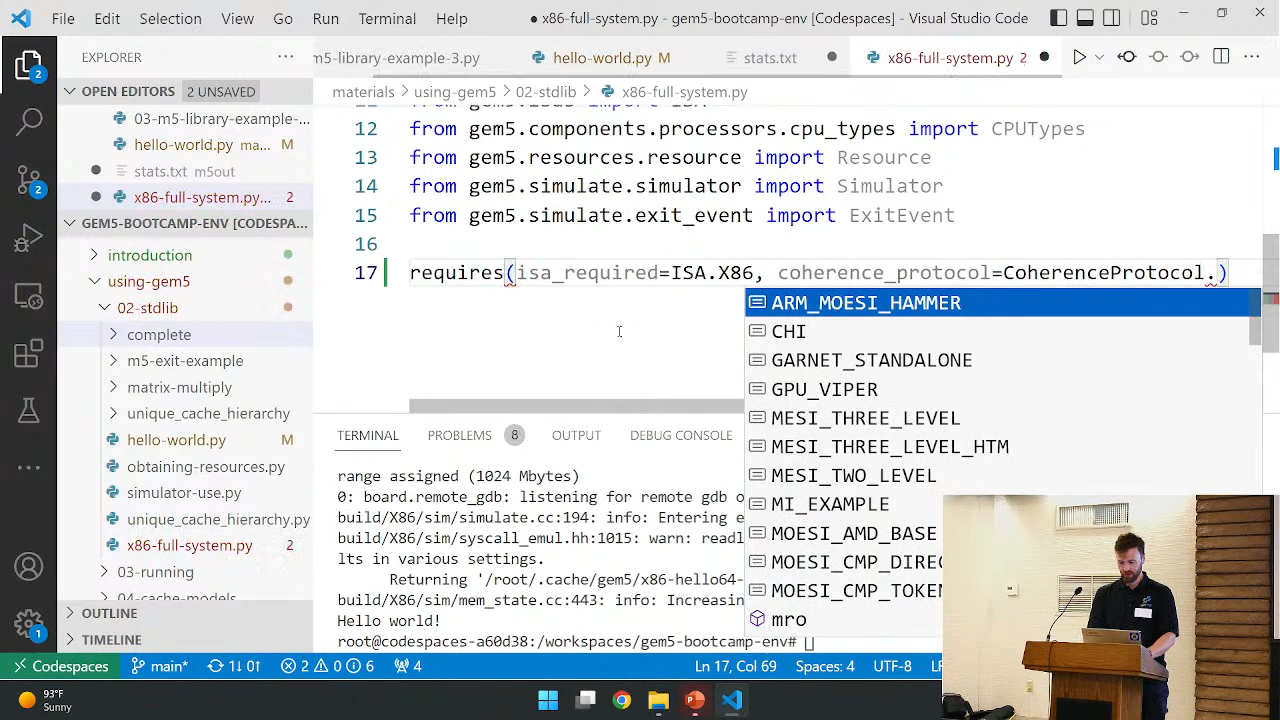 File Edit Selection View Go Run Terminal Help
● x86-full-system.py - gem5-bootcamp-env [Codespaces] - Visual Studio Code
EXPLORER
m5-library-example-3.py hello-world.py M stats.txt x86-full-system.py 2
OPEN EDITORS 2 UNSAVED
03-m5-library-example-...
hello-world.py ma... M
stats.txt m5out
x86-full-system.py... 2
GEM5-BOOTCAMP-ENV [CODESPA...
introduction
using-gem5
02-stdlib
complete
m5-exit-example
matrix-multiply
unique_cache_hierarchy
hello-world.py M
obtaining-resources.py
simulator-use.py
unique_cache_hierarchy.py
x86-full-system.py 2
03-running
04-cache-models
OUTLINE
TIMELINE
materials > using-gem5 > 02-stdlib > x86-full-system.py
12 from gem5.components.processors.cpu_types import CPUTypes
13 from gem5.resources.resource import Resource
14 from gem5.simulate.simulator import Simulator
15 from gem5.simulate.exit_event import ExitEvent
16
17 requires(isa_required=ISA.X86, coherence_protocol=CoherenceProtocol.)
ARM_MOESI_HAMMER
CHI
GARNET_STANDALONE
GPU_VIPER
MESI_THREE_LEVEL
MESI_THREE_LEVEL_HTM
MESI_TWO_LEVEL
MI_EXAMPLE
MOESI_AMD_BASE
MOESI_CMP_DIREC
MOESI_CMP_TOKEN
mro
TERMINAL PROBLEMS 8 OUTPUT DEBUG CONSOLE
range assigned (1024 Mbytes)
0: board.remote_gdb: listening for remote gdb o
build/X86/sim/simulate.cc:194: info: Entering e
build/X86/sim/syscall_emul.hh:1015: warn: readl
lts in various settings.
Returning '/root/.cache/gem5/x86-hello64-
build/X86/sim/mem_state.cc:443: info: Increasin
Hello world!
root@codespaces-a60d38:/workspaces/gem5-bootcamp-env#
2
2
1
Codespaces main* 1↓ 0↑ 2 0 6 4 Ln 17, Col 69 Spaces: 4 UTF-8
93°F
Sunny